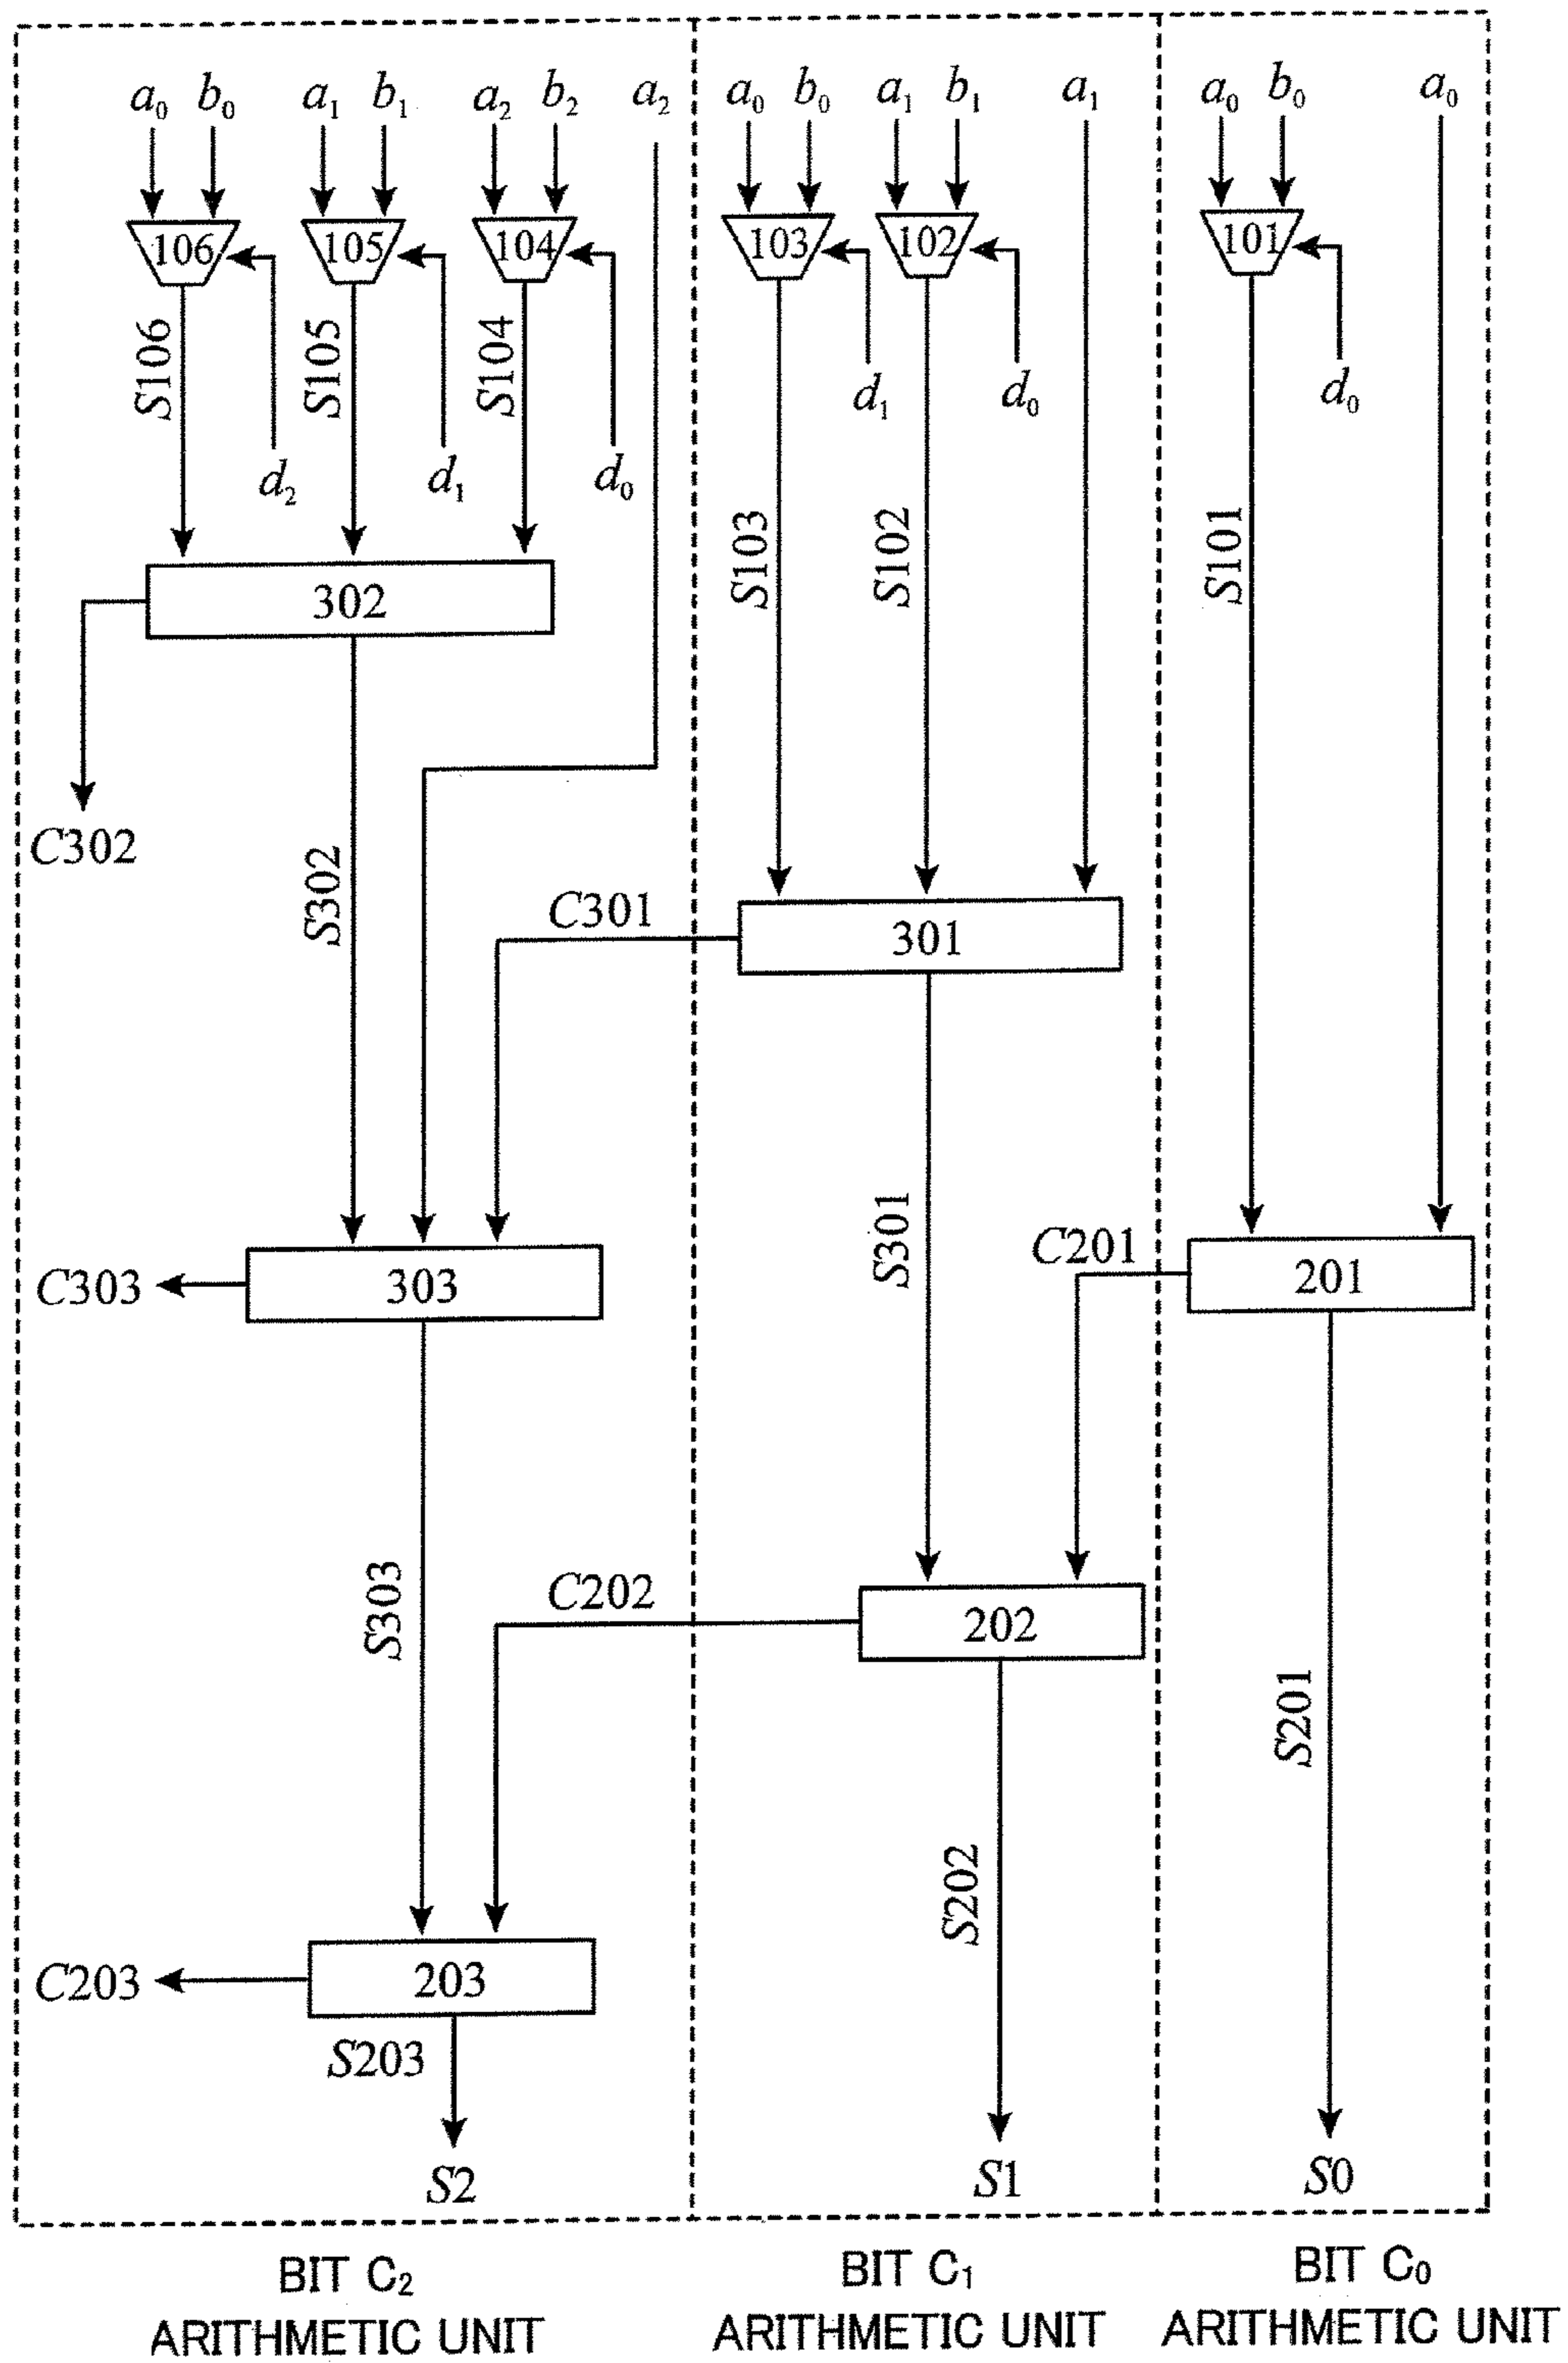 a₀ b₀ a₁ b₁ a₂ b₂ a₂ a₀ b₀ a₁ b₁ a₁ a₀ b₀ a₀
106 105 104 103 102 101
S106 S105 S104
d₁ d₀ d₀
d₂ d₁ d₀
S103 S102 S101
302
C302
S302
C301
301
S301
C201
303
C303
201
S303
C202
202
S201
S202
203
C203
S203
S2 S1 S0
BIT C₂
ARITHMETIC UNIT
BIT C₁
ARITHMETIC UNIT
BIT C₀
ARITHMETIC UNIT